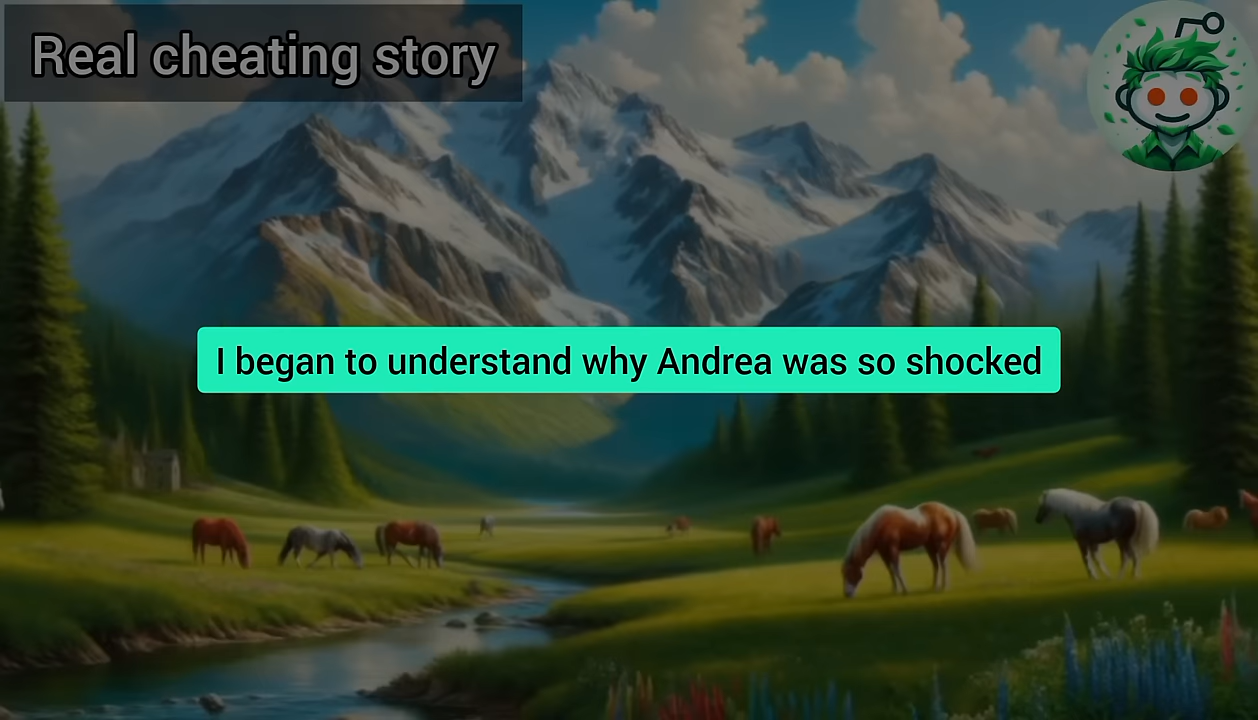 Real cheating story
I began to understand why Andrea was so shocked